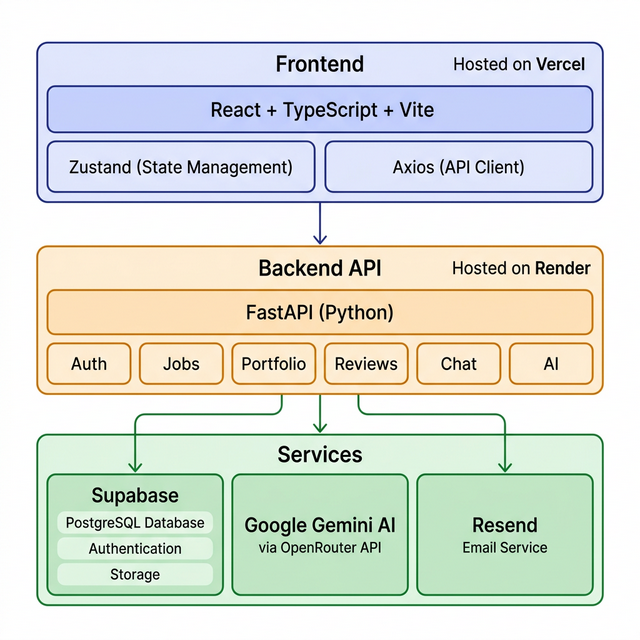 Frontend
Hosted on Vercel
React + TypeScript + Vite
Zustand (State Management)
Axios (API Client)
Backend API
Hosted on Render
FastAPI (Python)
Auth
Jobs
Portfolio
Reviews
Chat
AI
Services
Supabase
PostgreSQL Database
Authentication
Storage
Google Gemini AI
via OpenRouter API
Resend
Email Service